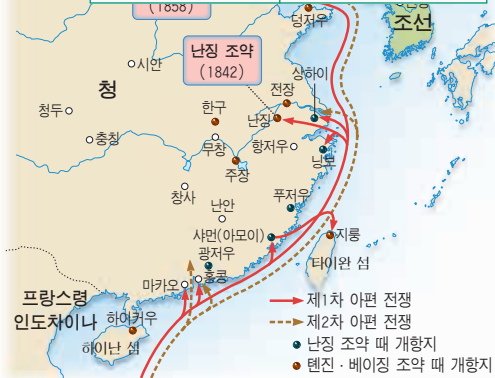 (1858)
덩저우
조선
난징 조약
(1842)
시안
상하이
청
전장
청두
한구
난징
충칭
우창
항저우
닝보
주장
창사
난안
푸저우
샤먼(아모이)
지룽
광저우
타이완 섬
마카오
홍콩
프랑스령
인도차이나
하이커우
하이난 섬
제1차 아편 전쟁
제2차 아편 전쟁
난징 조약 때 개항지
톈진·베이징 조약 때 개항지